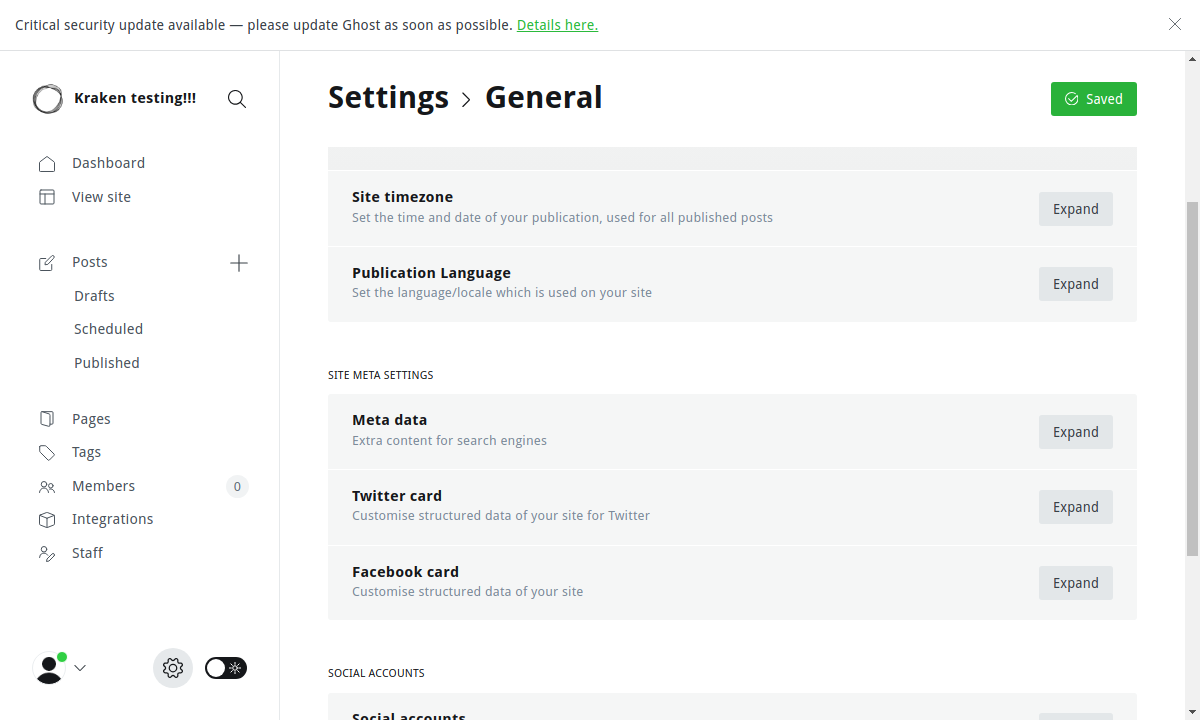 Critical security update available — please update Ghost as soon as possible. Details here.
Kraken testing!!!
Dashboard
View site
Posts
Drafts
Scheduled
Published
Pages
Tags
Members 0
Integrations
Staff
Settings > General
Saved
Site timezone
Set the time and date of your publication, used for all published posts
Expand
Publication Language
Set the language/locale which is used on your site
Expand
SITE META SETTINGS
Meta data
Extra content for search engines
Expand
Twitter card
Customise structured data of your site for Twitter
Expand
Facebook card
Customise structured data of your site
Expand
SOCIAL ACCOUNTS
Social accounts